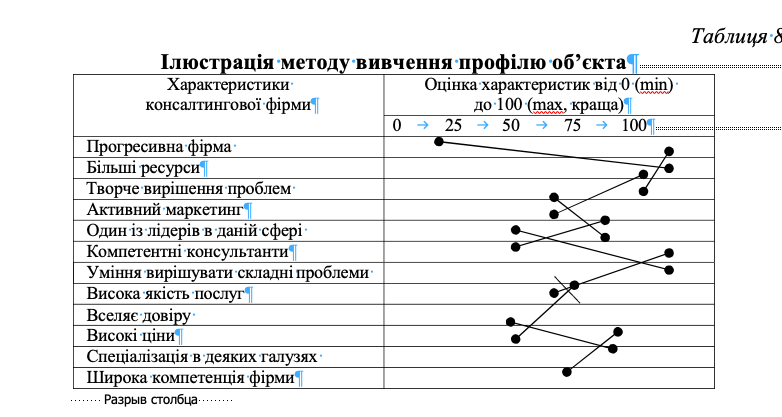 Таблиця 8
Ілюстрація методу вивчення профілю об’єкта
Характеристики
консалтингової фірми
Оцінка характеристик від 0 (min)
до 100 (max, краща)
0 → 25 → 50 → 75 → 100
Прогресивна фірма
Більші ресурси
Творче вирішення проблем
Активний маркетинг
Один із лідерів в даній сфері
Компетентні консультанти
Уміння вирішувати складні проблеми
Висока якість послуг
Вселяє довіру
Високі ціни
Спеціалізація в деяких галузях
Широка компетенція фірми
Разрыв столбца